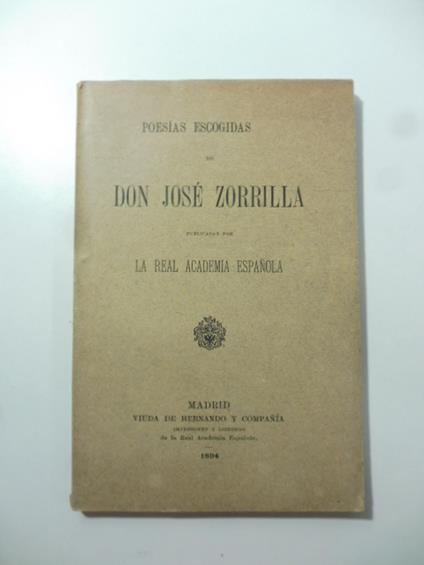 POESÍAS ESCOGIDAS
DE
DON JOSÉ ZORRILLA
PUBLICADAS POR
LA REAL ACADEMIA ESPAÑOLA
MADRID
VIUDA DE HERNANDO Y COMPAÑÍA
IMPRESORES Y LIBREROS
de la Real Academia Española.
1894